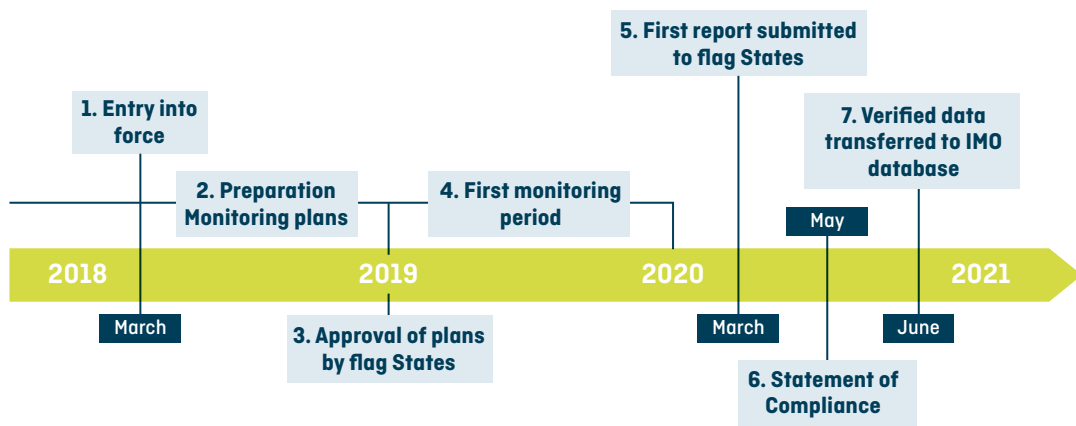 5. First report submitted
to flag States
1. Entry into
force
7. Verified data
transferred to IMO
database
2. Preparation
Monitoring plans
4. First monitoring
period
May
2018
2019
2020
2021
March
3. Approval of plans
by flag States
March
June
6. Statement of
Compliance